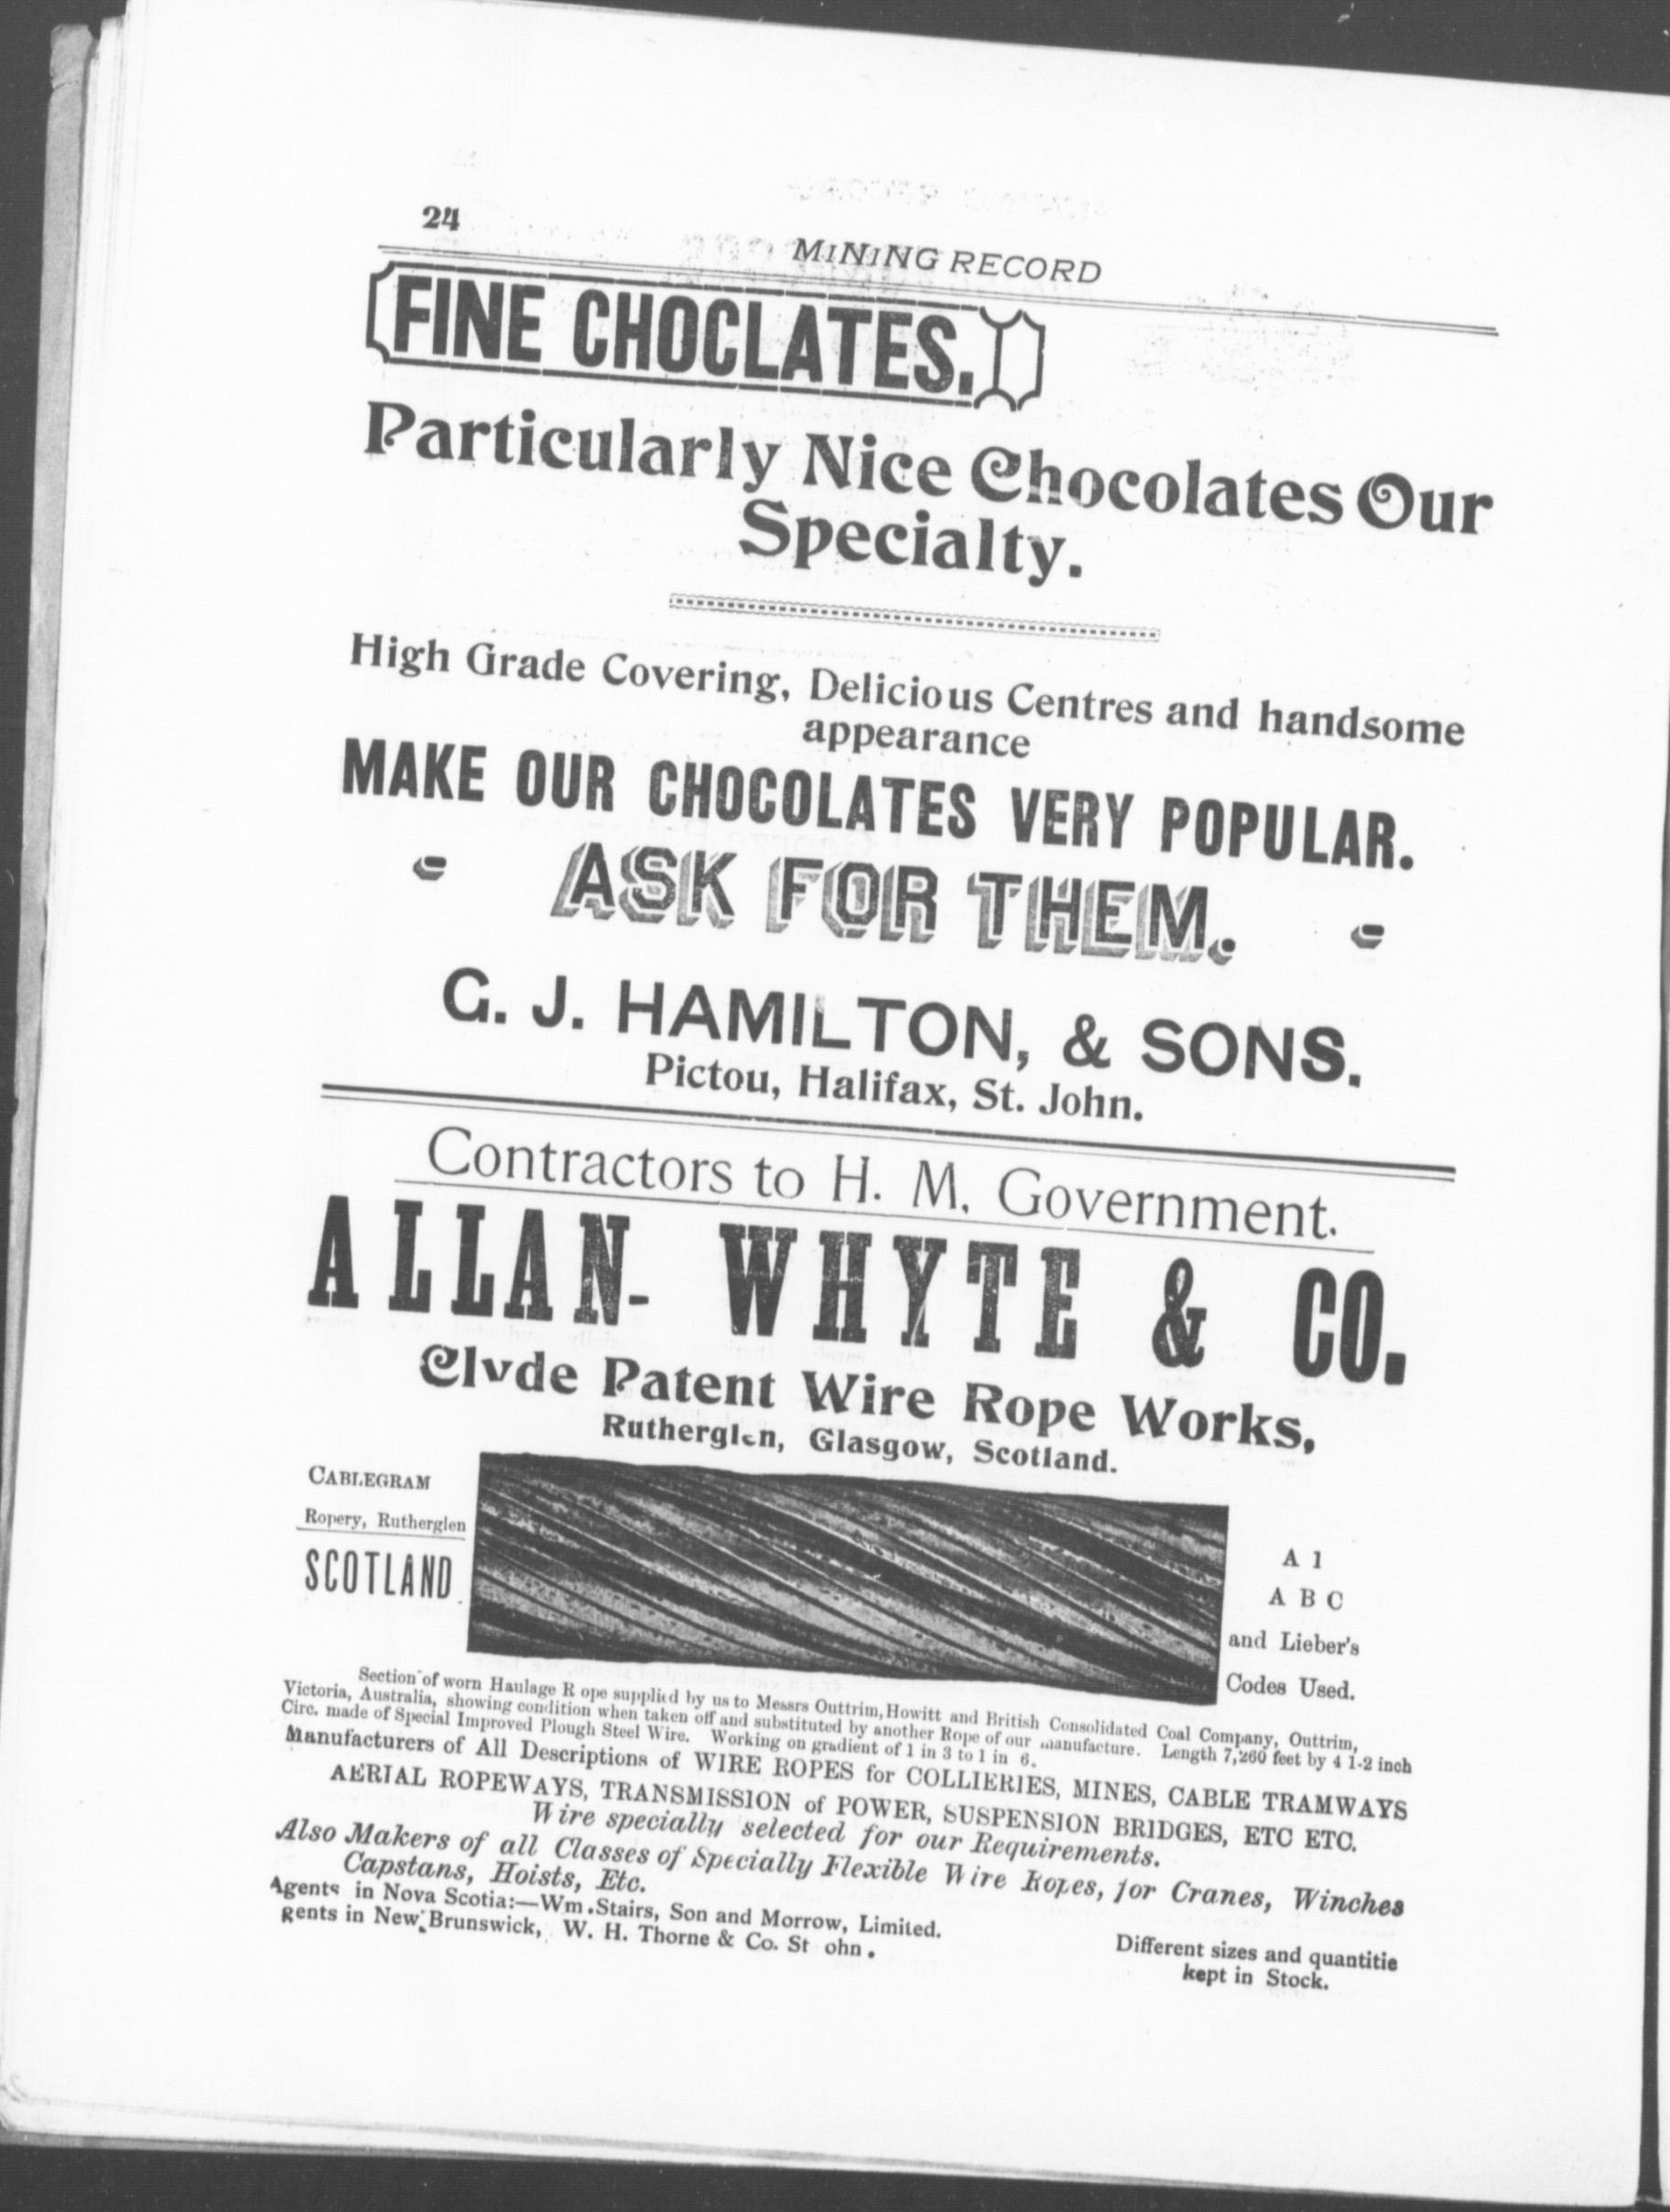 24
MINING RECORD
FINE CHOCLATES.
Particularly Nice Chocolates Our
Specialty.
High Grade Covering, Delicious Centres and handsome
appearance
MAKE OUR CHOCOLATES VERY POPULAR.
ASK FOR THEM.
G. J. HAMILTON, & SONS.
Pictou, Halifax, St. John.
Contractors to H. M. Government.
ALLAN- WHYTE & CO.
Clyde Patent Wire Rope Works,
Rutherglen, Glasgow, Scotland.
CABLEGRAM
Ropery, Rutherglen
SCOTLAND
A 1
A B C
and Lieber's
Codes Used.
Section of worn Haulage R ope supplied by us to Messrs Outtrim, Howitt and British Consolidated Coal Company, Outtrim,
Victoria, Australia, showing condition when taken off and substituted by another Rope of our manufacture. Length 7,260 feet by 4 1-2 inch
Circ. made of Special Improved Plough Steel Wire. Working on gradient of 1 in 3 to 1 in 6.
Manufacturers of All Descriptions of WIRE ROPES for COLLIERIES, MINES, CABLE TRAMWAYS
AERIAL ROPEWAYS, TRANSMISSION of POWER, SUSPENSION BRIDGES, ETC ETC.
Wire specially selected for our Requirements.
Also Makers of all Classes of Specially Flexible Wire Ropes, for Cranes, Winches
Capstans, Hoists, Etc.
Agents in Nova Scotia:—Wm. Stairs, Son and Morrow, Limited.
gents in New Brunswick, W. H. Thorne & Co. St ohn.
Different sizes and quantitie
kept in Stock.